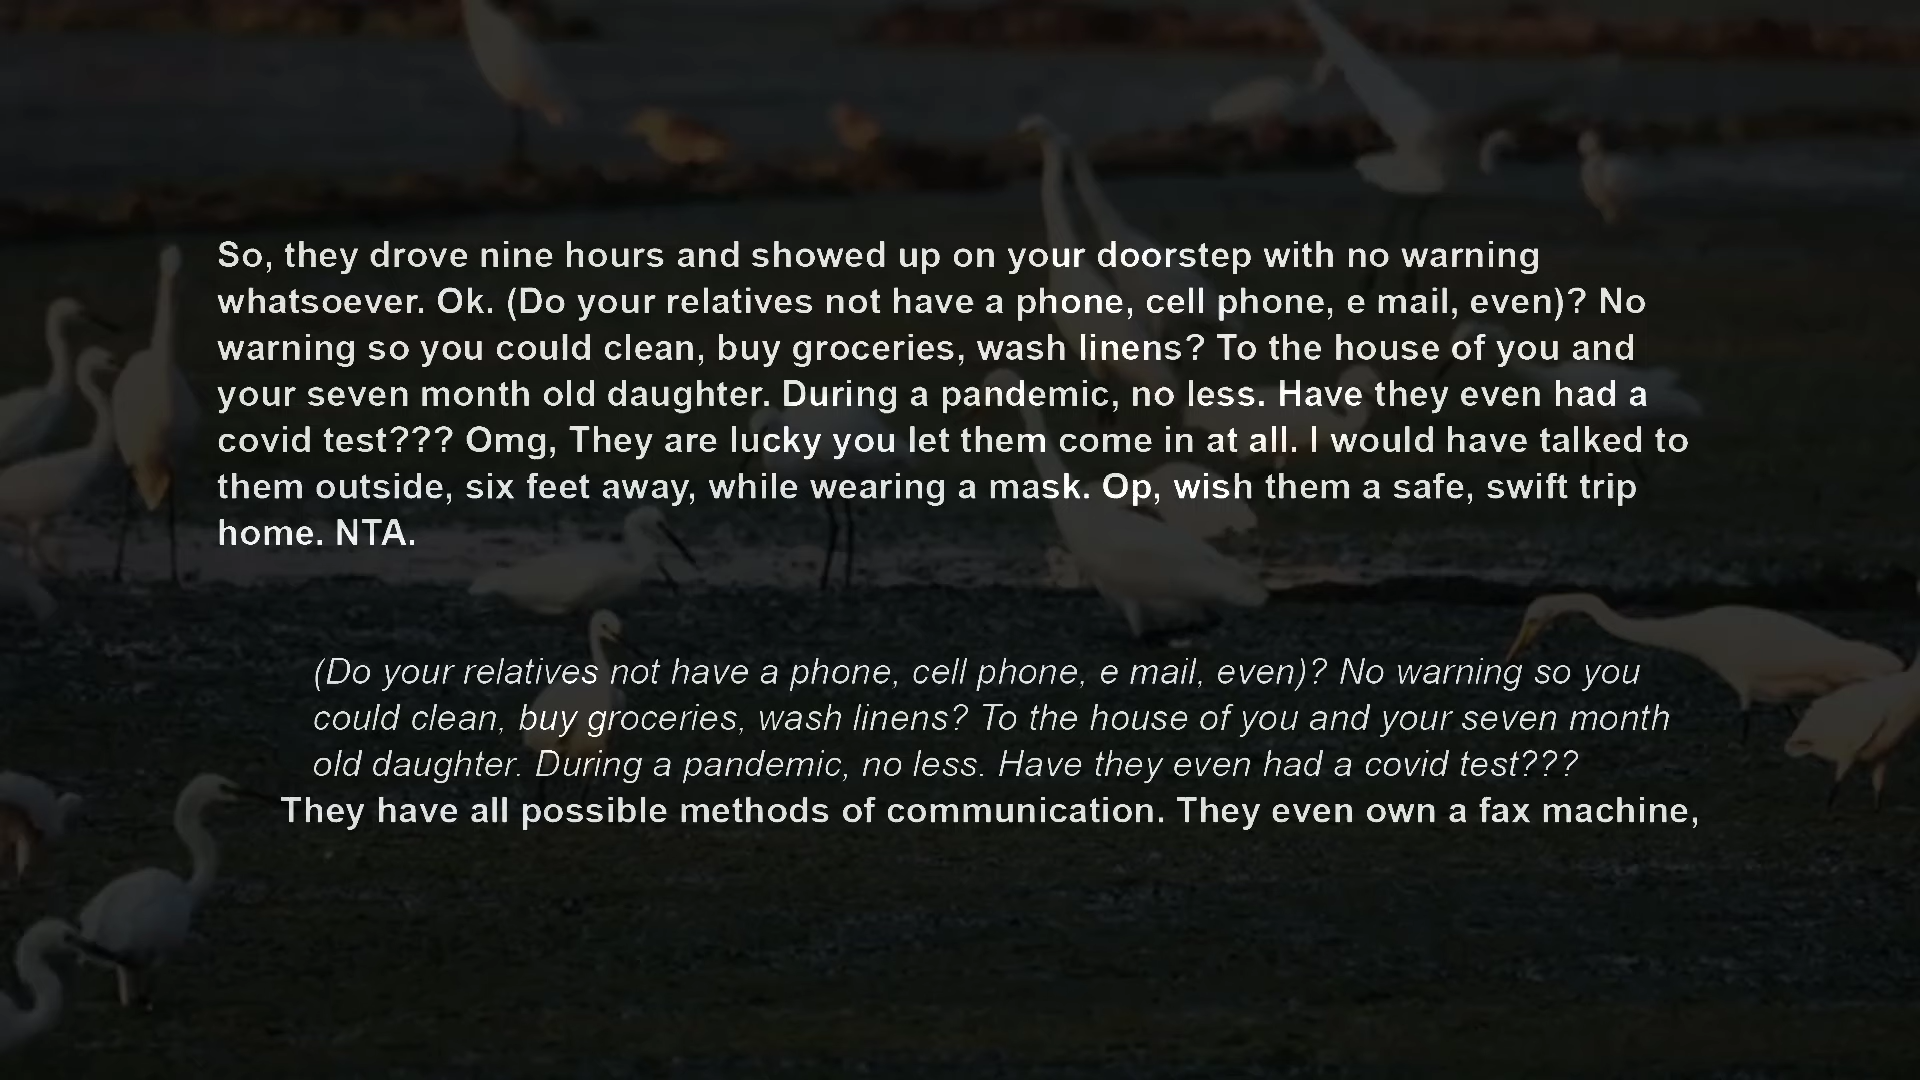 So, they drove nine hours and showed up on your doorstep with no warning
whatsoever. Ok. (Do your relatives not have a phone, cell phone, e mail, even)? No
warning so you could clean, buy groceries, wash linens? To the house of you and
your seven month old daughter. During a pandemic, no less. Have they even had a
covid test??? Omg, They are lucky you let them come in at all. I would have talked to
them outside, six feet away, while wearing a mask. Op, wish them a safe, swift trip
home. NTA.
(Do your relatives not have a phone, cell phone, e mail, even)? No warning so you
could clean, buy groceries, wash linens? To the house of you and your seven month
old daughter. During a pandemic, no less. Have they even had a covid test???
They have all possible methods of communication. They even own a fax machine,